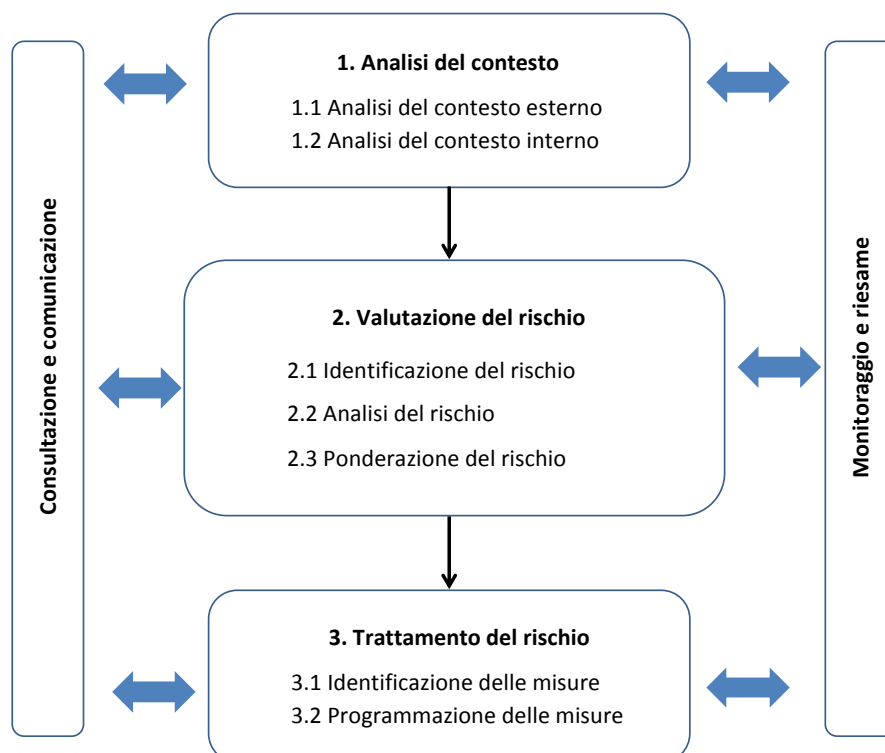 Consultazione e comunicazione
1. Analisi del contesto
1.1 Analisi del contesto esterno
1.2 Analisi del contesto interno
2. Valutazione del rischio
2.1 Identificazione del rischio
2.2 Analisi del rischio
2.3 Ponderazione del rischio
3. Trattamento del rischio
3.1 Identificazione delle misure
3.2 Programmazione delle misure
Monitoraggio e riesame